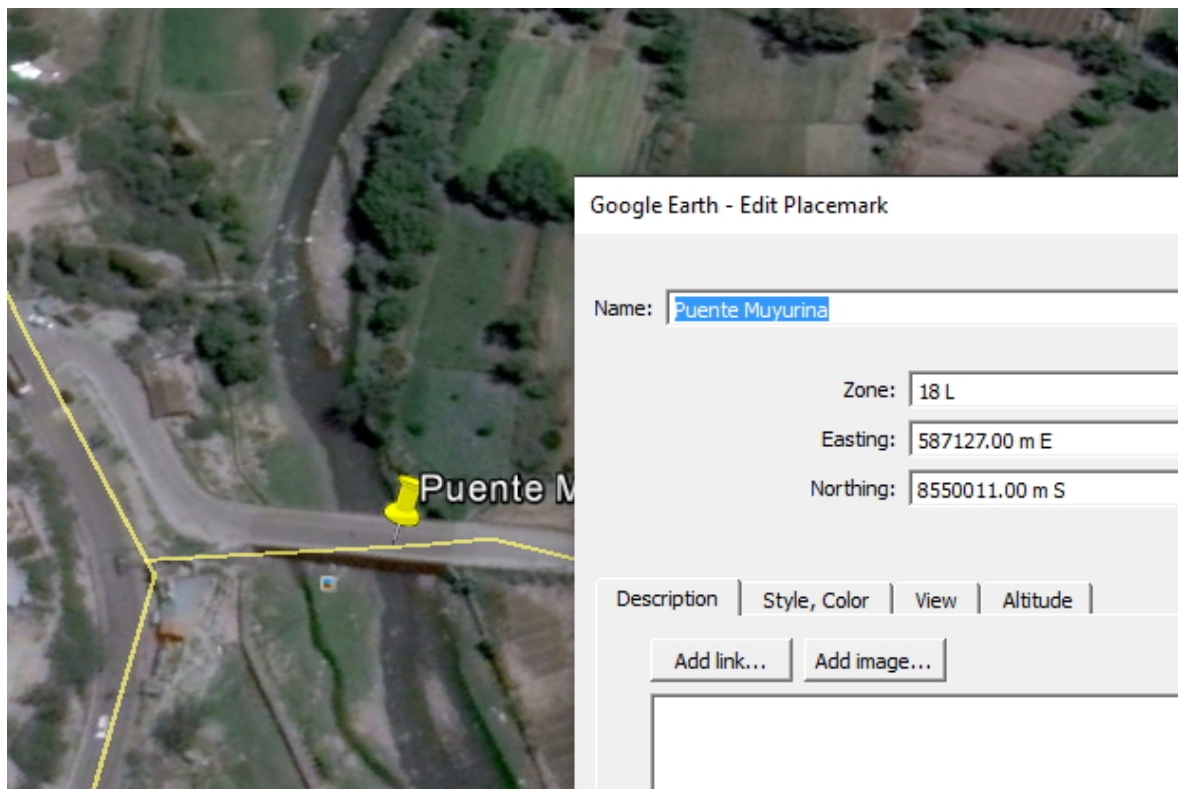 Google Earth - Edit Placemark
Name: Puente Muyurina
Zone: 18 L
Easting: 587127.00 m E
Northing: 8550011.00 m S
Puente M
Description Style, Color View Altitude
Add link... Add image...